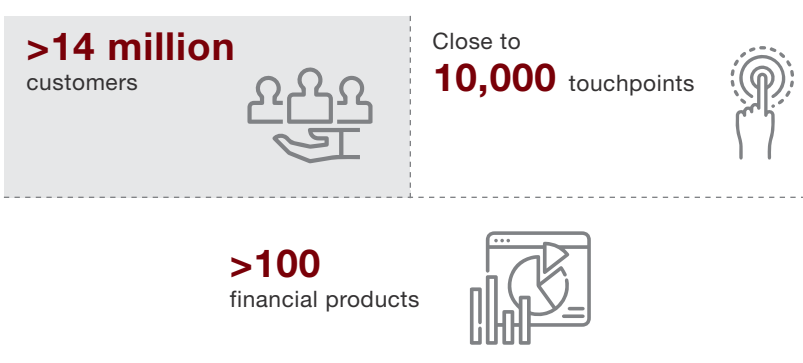 >14 million
customers
Close to
10,000 touchpoints
>100
financial products